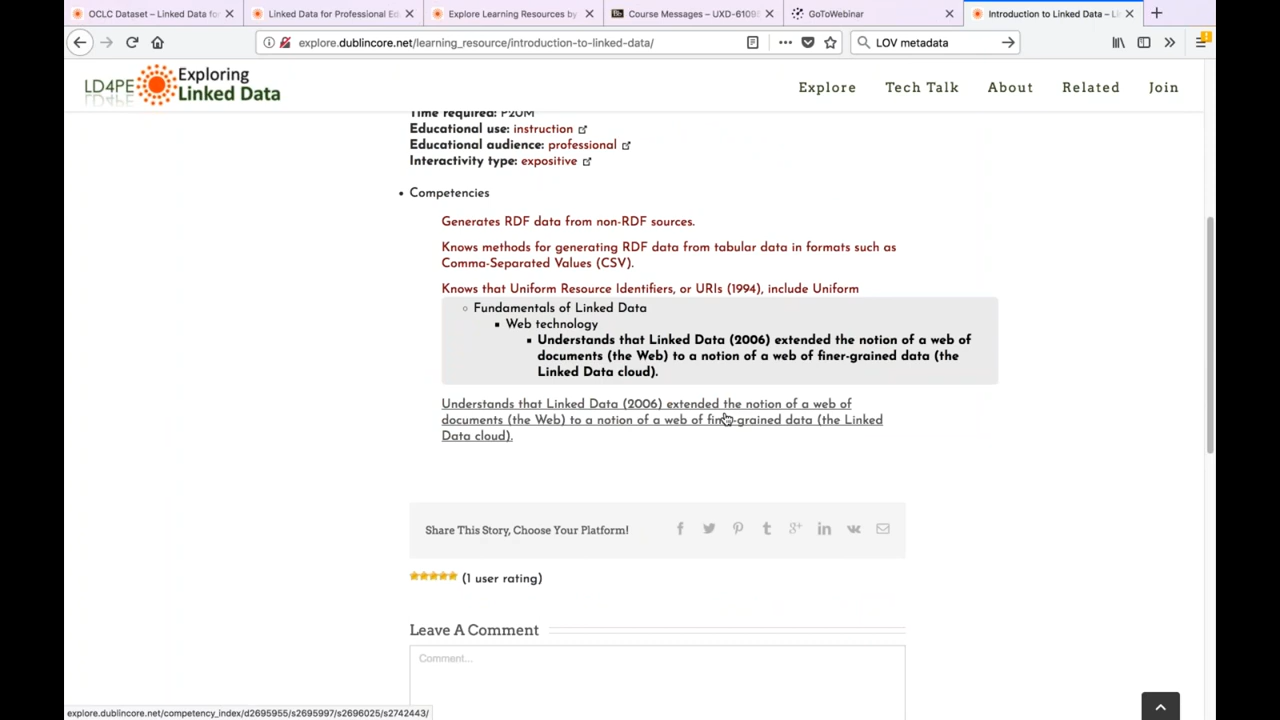 OCLC Dataset – Linked Data fo
Linked Data for Professional Ed
Explore Learning Resources by
Course Messages – UXD-6109
GoToWebinar
Introduction to Linked Data – Li
explore.dublincore.net/learning_resource/introduction-to-linked-data/
LOV metadata
LD4PE
Exploring
Linked Data
Explore
Tech Talk
About
Related
Join
Time required: P20M
Educational use: instruction
Educational audience: professional
Interactivity type: expositive
• Competencies
Generates RDF data from non-RDF sources.
Knows methods for generating RDF data from tabular data in formats such as
Comma-Separated Values (CSV).
Knows that Uniform Resource Identifiers, or URIs (1994), include Uniform
Fundamentals of Linked Data
Web technology
Understands that Linked Data (2006) extended the notion of a web of
documents (the Web) to a notion of a web of finer-grained data (the
Linked Data cloud).
Understands that Linked Data (2006) extended the notion of a web of
documents (the Web) to a notion of a web of finer-grained data (the Linked
Data cloud).
Share This Story, Choose Your Platform!
(1 user rating)
Leave A Comment
Comment...
explore.dublincore.net/competency_index/d2695955/s2695997/s2696025/s2742443/